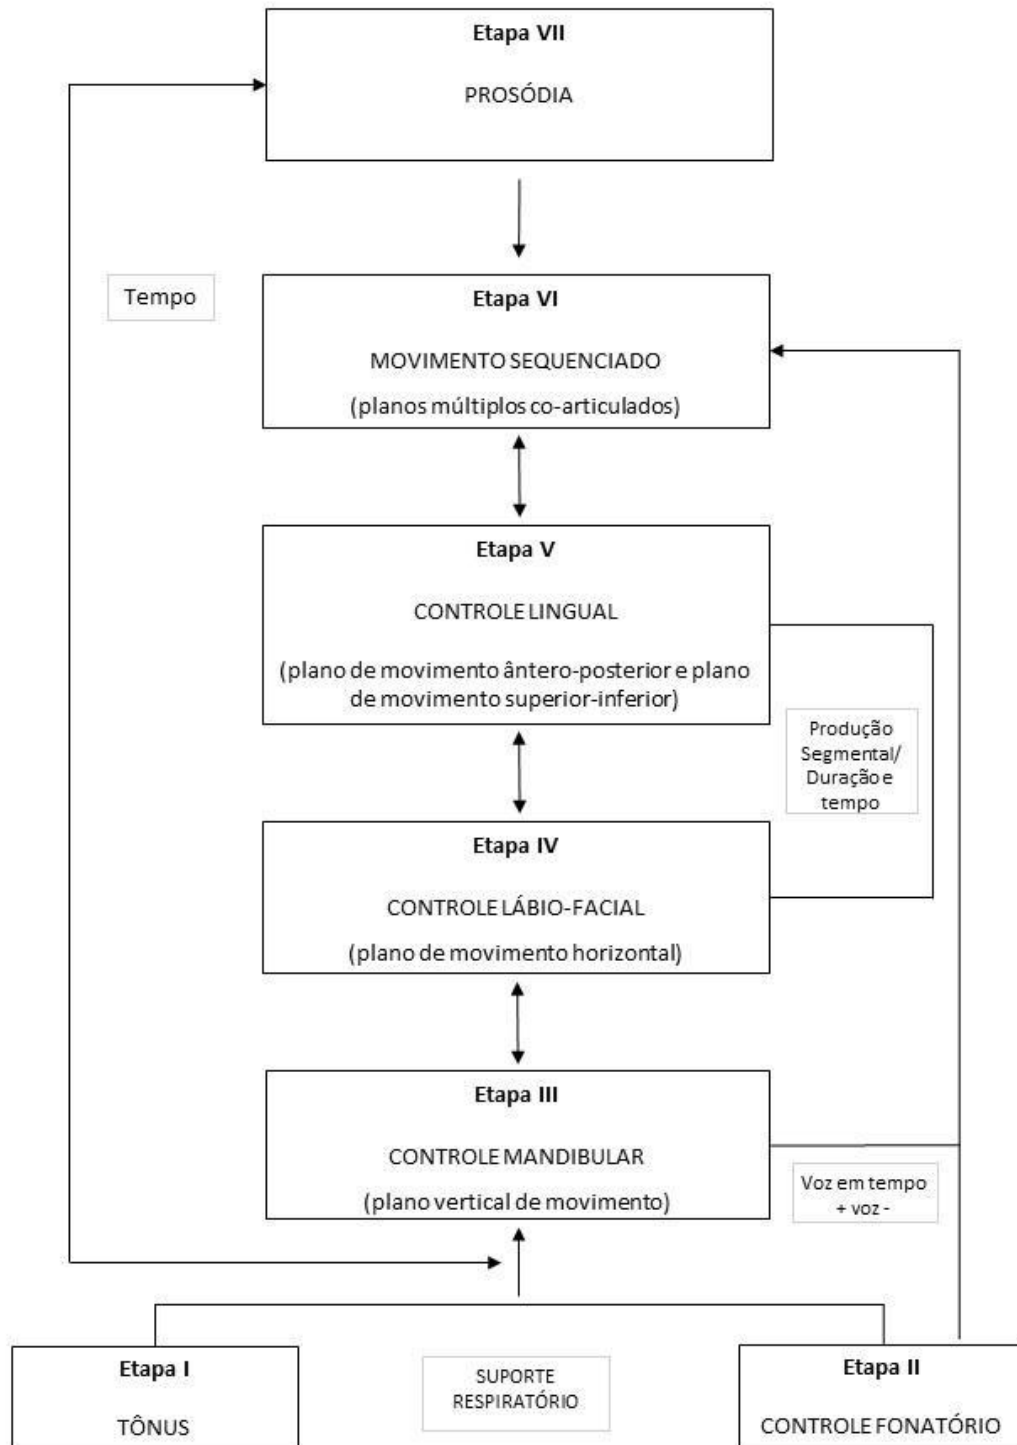 Etapa VII
PROSÓDIA
Tempo
Etapa VI
MOVIMENTO SEQUENCIADO
(planos múltiplos co-articulados)
Etapa V
CONTROLE LINGUAL
(plano de movimento ântero-posterior e plano
de movimento superior-inferior)
Produção
Segmental/
Duração e
tempo
Etapa IV
CONTROLE LÁBIO-FACIAL
(plano de movimento horizontal)
Etapa III
CONTROLE MANDIBULAR
(plano vertical de movimento)
Voz em tempo
+ voz -
Etapa I
TÔNUS
SUPORTE
RESPIRATÓRIO
Etapa II
CONTROLE FONATÓRIO